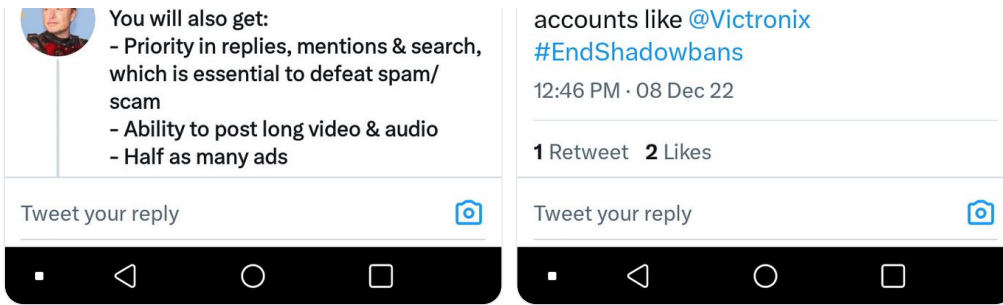 You will also get:
- Priority in replies, mentions & search,
which is essential to defeat spam/
scam
- Ability to post long video & audio
- Half as many ads
Tweet your reply
accounts like @Victronix
#EndShadowbans
12:46 PM · 08 Dec 22
1 Retweet 2 Likes
Tweet your reply